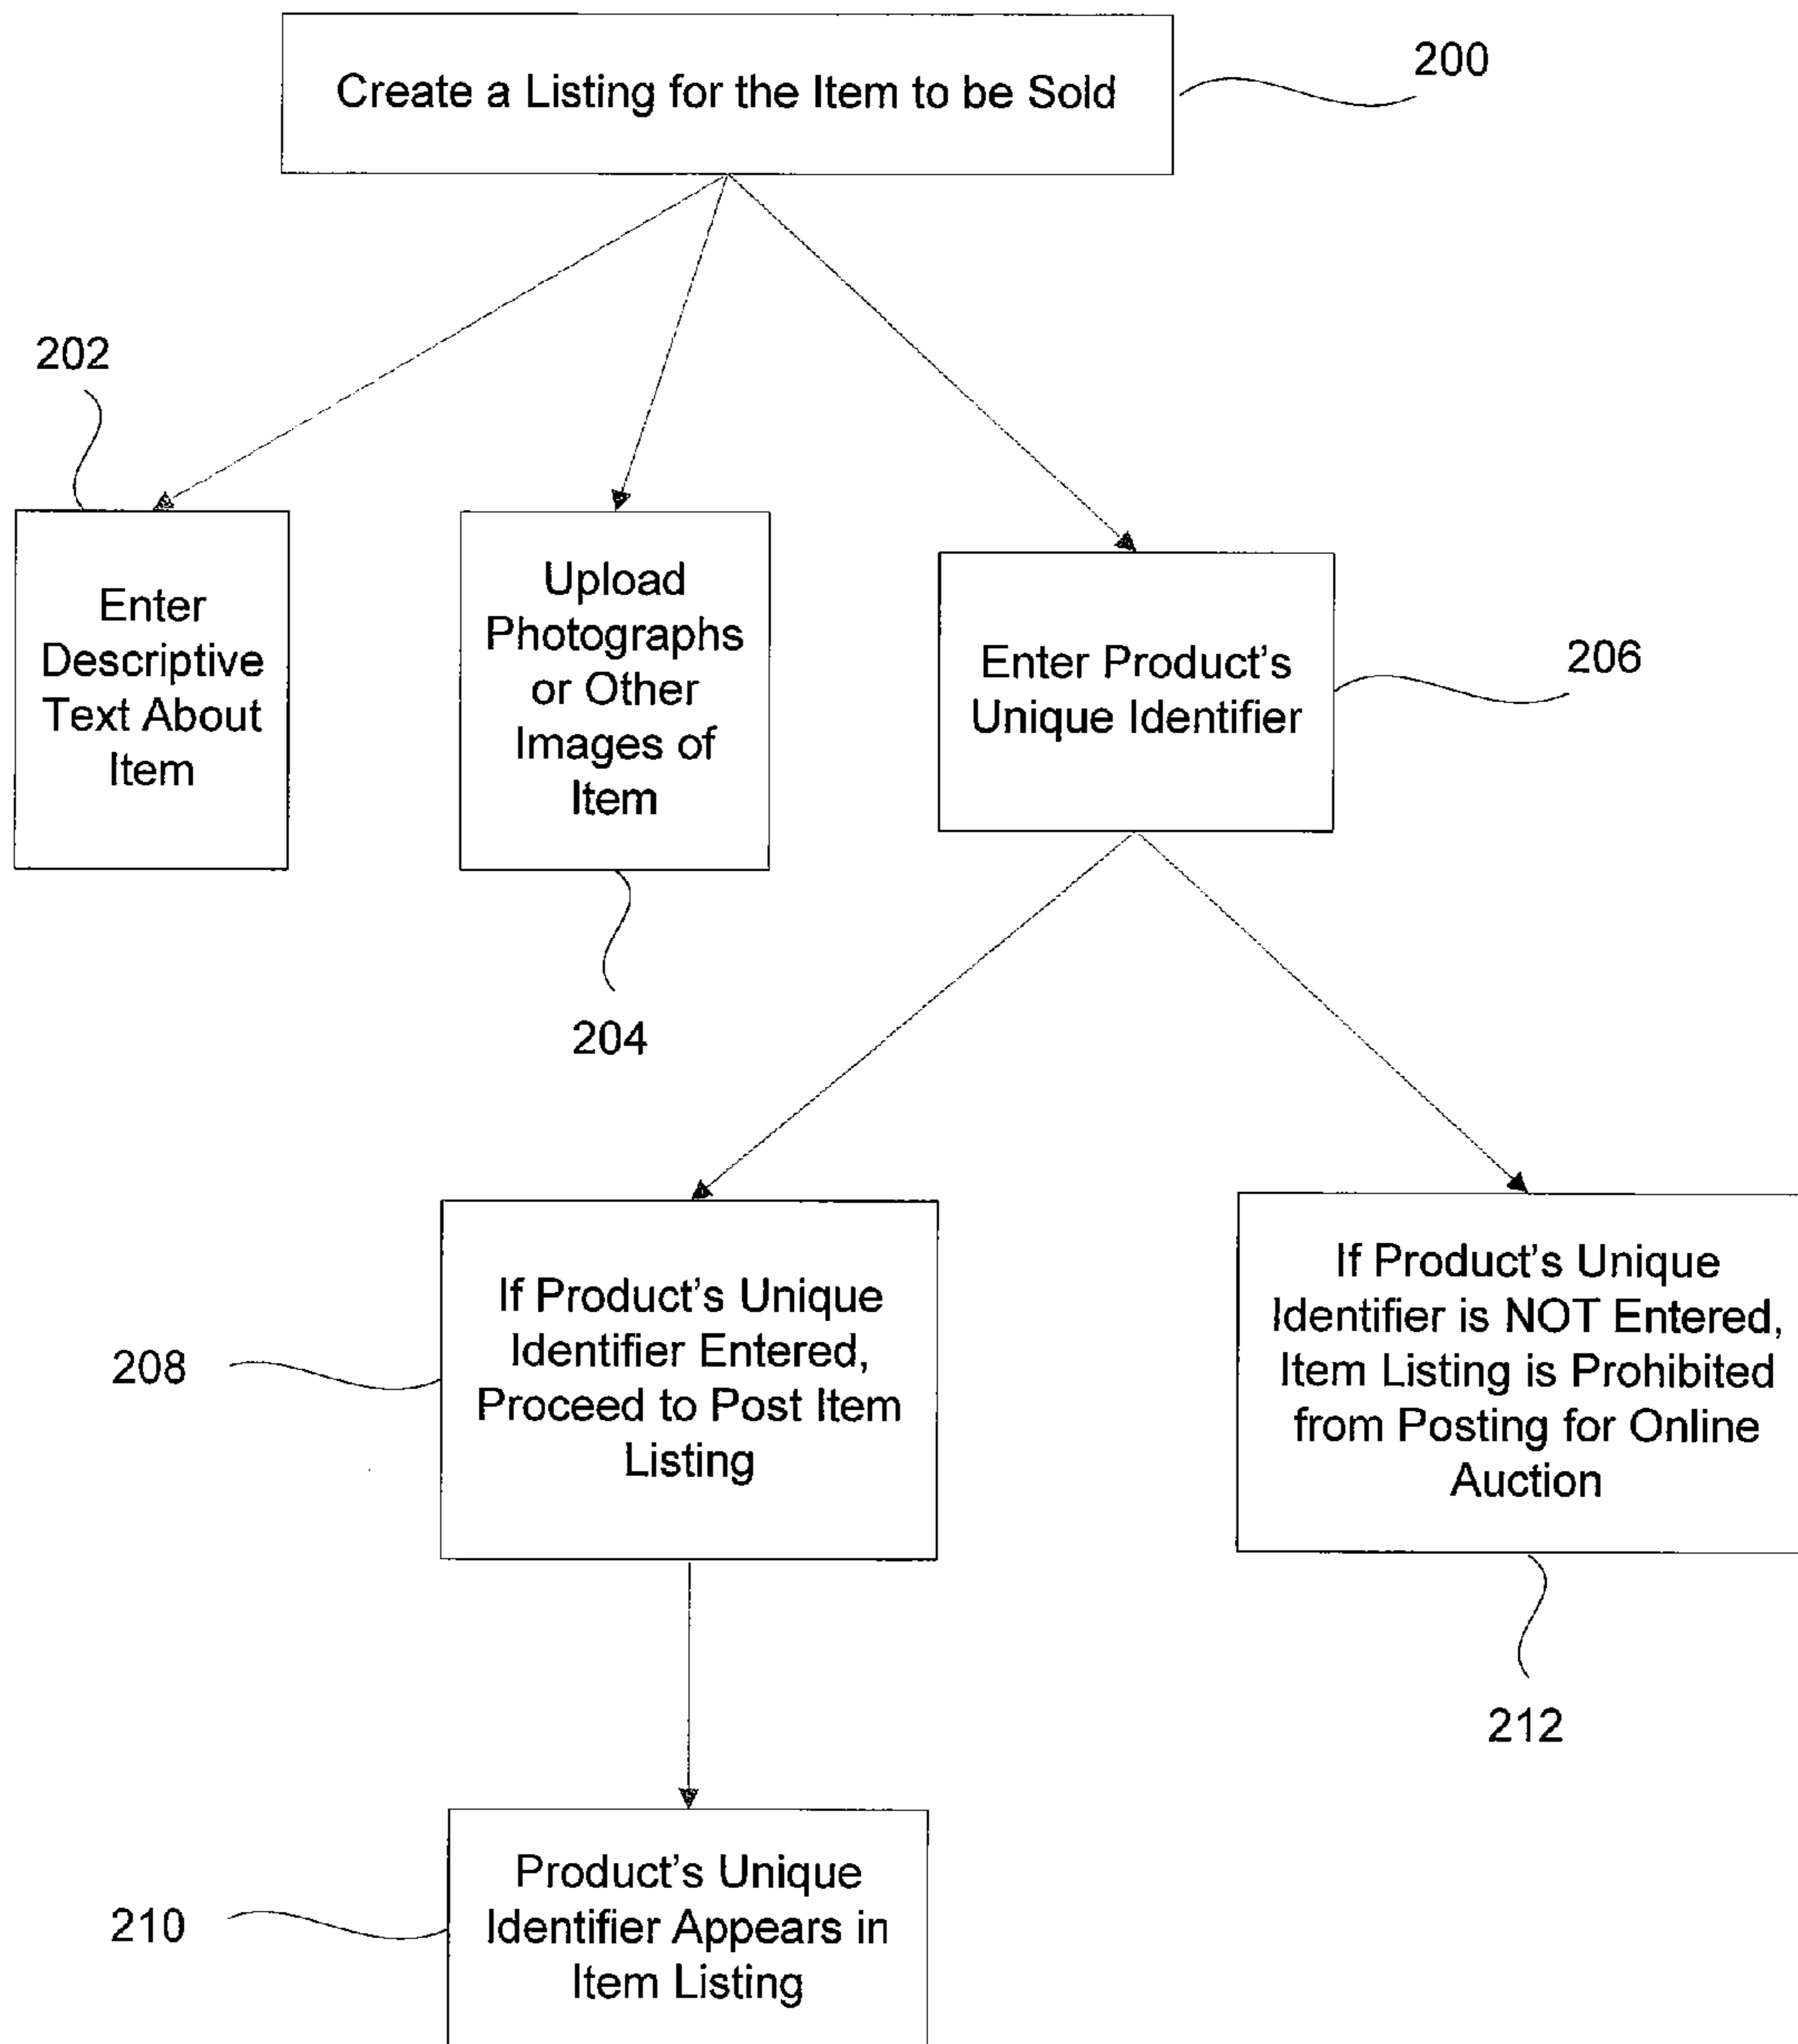 Create a Listing for the Item to be Sold
200
202
Enter
Descriptive
Text About
Item
Upload
Photographs
or Other
Images of
Item
204
Enter Product's
Unique Identifier
206
208
If Product's Unique
Identifier Entered,
Proceed to Post Item
Listing
If Product's Unique
Identifier is NOT Entered,
Item Listing is Prohibited
from Posting for Online
Auction
212
210
Product's Unique
Identifier Appears in
Item Listing